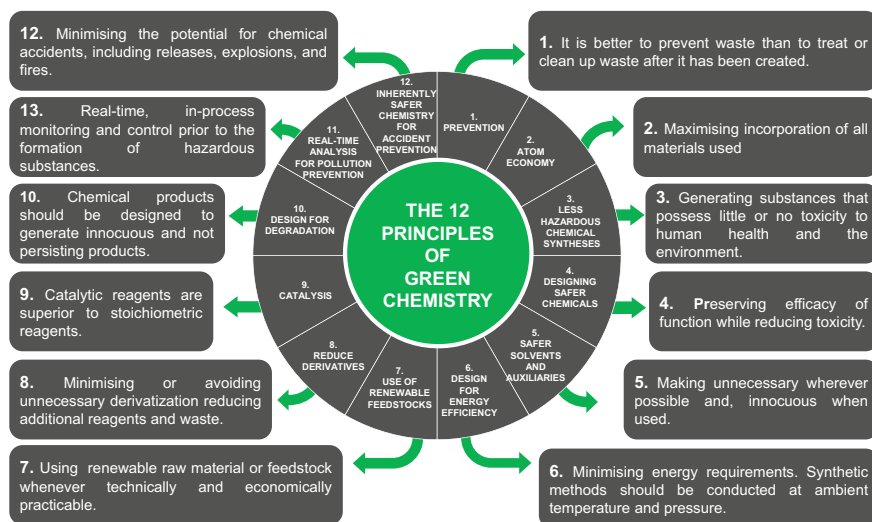 12. Minimising the potential for chemical
accidents, including releases, explosions, and
fires.
1. It is better to prevent waste than to treat or
clean up waste after it has been created.
13. Real-time, in-process
monitoring and control prior to the
formation of hazardous
substances.
2. Maximising incorporation of all
materials used
10. Chemical products
should be designed to
generate innocuous and not
persisting products.
3. Generating substances that
possess little or no toxicity to
human health and the
environment.
9. Catalytic reagents are
superior to stoichiometric
reagents.
4. Preserving efficacy of
function while reducing toxicity.
8. Minimising or avoiding
unnecessary derivatization reducing
additional reagents and waste.
5. Making unnecessary wherever
possible and, innocuous when
used.
7. Using renewable raw material or feedstock
whenever technically and economically
practicable.
6. Minimising energy requirements. Synthetic
methods should be conducted at ambient
temperature and pressure.
THE 12
PRINCIPLES
OF
GREEN
CHEMISTRY
1.
PREVENTION
2.
ATOM
ECONOMY
3.
LESS
HAZARDOUS
CHEMICAL
SYNTHESES
4.
DESIGNING
SAFER
CHEMICALS
5.
SAFER
SOLVENTS
AND
AUXILIARIES
6.
DESIGN
FOR
ENERGY
EFFICIENCY
7.
USE OF
RENEWABLE
FEEDSTOCKS
8.
REDUCE
DERIVATIVES
9.
CATALYSIS
10.
DESIGN FOR
DEGRADATION
11.
REAL-TIME
ANALYSIS
FOR POLLUTION
PREVENTION
12.
INHERENTLY
SAFER
CHEMISTRY
FOR
ACCIDENT
PREVENTION